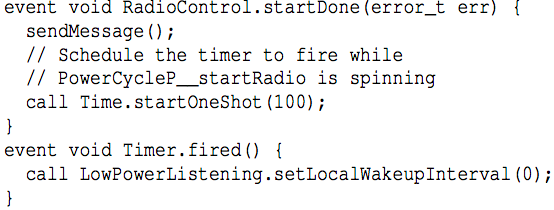 event void RadioControl.startDone(error_t err) {
  sendMessage();
  // Schedule the timer to fire while
  // PowerCycleP__startRadio is spinning
  call Time.startOneShot(100);
}
event void Timer.fired() {
  call LowPowerListening.setLocalWakeupInterval(0);
}